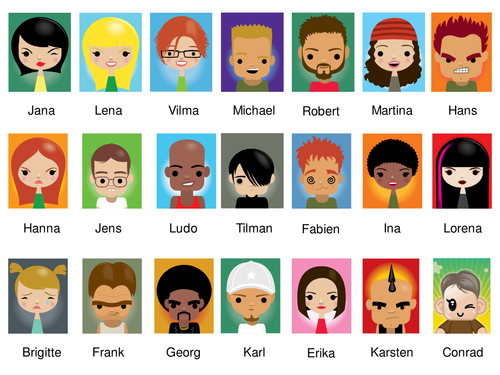 Jana Lena Vilma Michael Robert Martina Hans
Hanna Jens Ludo Tilman Fabien Ina Lorena
Brigitte Frank Georg Karl Erika Karsten Conrad